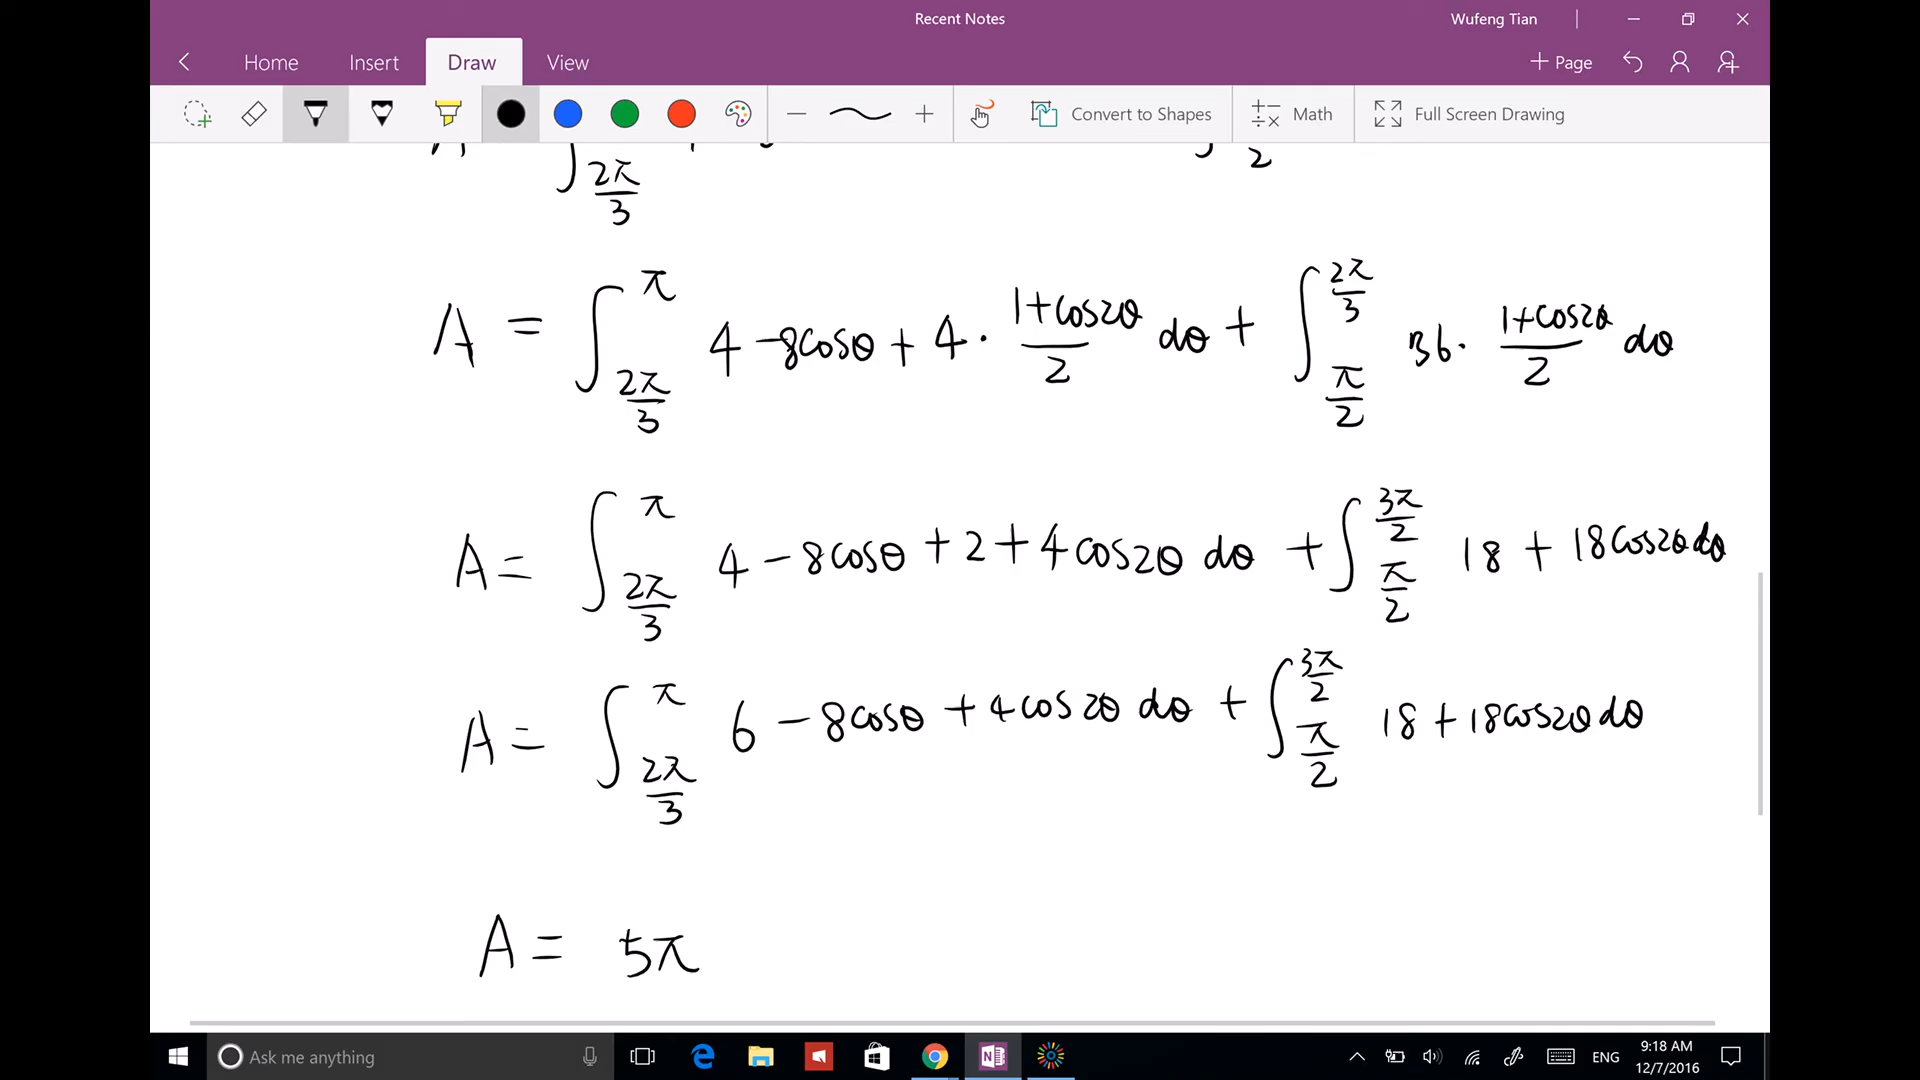 Recent Notes
Wufeng Tian
Home Insert Draw View
Page
Convert to Shapes
Math
Full Screen Drawing
2π/3
2
A = ∫_{2π/3}^{π} 4 - 8cosθ + 4 · (1+cos2θ)/2 dθ + ∫_{π/2}^{2π/3} 36 · (1+cos2θ)/2 dθ
A = ∫_{2π/3}^{π} 4 - 8cosθ + 2 + 4cos2θ dθ + ∫_{π/2}^{3π/2} 18 + 18cos2θ dθ
A = ∫_{2π/3}^{π} 6 - 8cosθ + 4cos2θ dθ + ∫_{π/2}^{3π/2} 18 + 18cos2θ dθ
A = 5π
Ask me anything
ENG
9:18 AM
12/7/2016